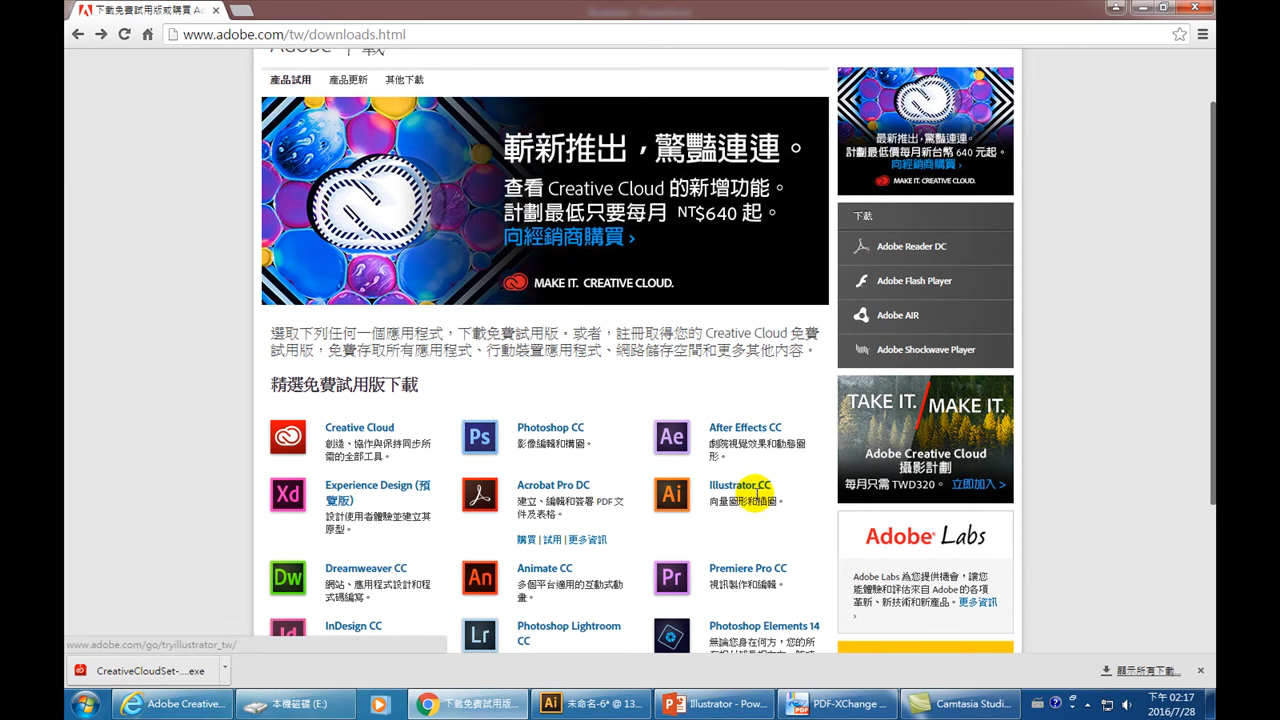 下載免費試用版或購買 Ac
www.adobe.com/tw/downloads.html
產品試用 產品更新 其他下載
嶄新推出，驚豔連連。
查看 Creative Cloud 的新增功能。
計劃最低只要每月 NT$640 起。
向經銷商購買 ›
MAKE IT. CREATIVE CLOUD.
最新推出，驚豔連連。
計劃最低價每月新台幣 640 元起。
向經銷商購買 ›
MAKE IT. CREATIVE CLOUD.
下載
Adobe Reader DC
Adobe Flash Player
Adobe AIR
Adobe Shockwave Player
選取下列任何一個應用程式，下載免費試用版。或者，註冊取得您的 Creative Cloud 免費
試用版，免費存取所有應用程式、行動裝置應用程式、網路儲存空間和更多其他內容。
精選免費試用版下載
Creative Cloud
創造、協作與保持同步所
需的全部工具。
Photoshop CC
影像編輯和構圖。
After Effects CC
劇院視覺效果和動態圖
形。
Experience Design (預
覽版)
設計使用者體驗並建立其
原型。
Acrobat Pro DC
建立、編輯和簽署 PDF 文
件及表格。
購買 | 試用 | 更多資訊
Illustrator CC
向量圖形和插圖。
Dreamweaver CC
網站、應用程式設計和程
式碼編寫。
Animate CC
多個平台適用的互動式動
畫。
Premiere Pro CC
視訊製作和編輯。
InDesign CC
Photoshop Lightroom
CC
Photoshop Elements 14
無論您身在何方，您的所
TAKE IT. MAKE IT.
Adobe Creative Cloud
攝影計劃
每月只需 TWD320。 立即加入 >
Adobe Labs
Adobe Labs 為您提供機會，讓您
能體驗和評估來自 Adobe 的各項
革新、新技術和新產品。更多資訊
›
www.adobe.com/go/tryillustrator_tw/
CreativeCloudSet-....exe
顯示所有下載...
Adobe Creative...
本機磁碟 (E:)
下載免費試用版...
未命名-6* @ 13...
Illustrator - Pow...
PDF-XChange ...
Camtasia Studi...
下午 02:17
2016/7/28